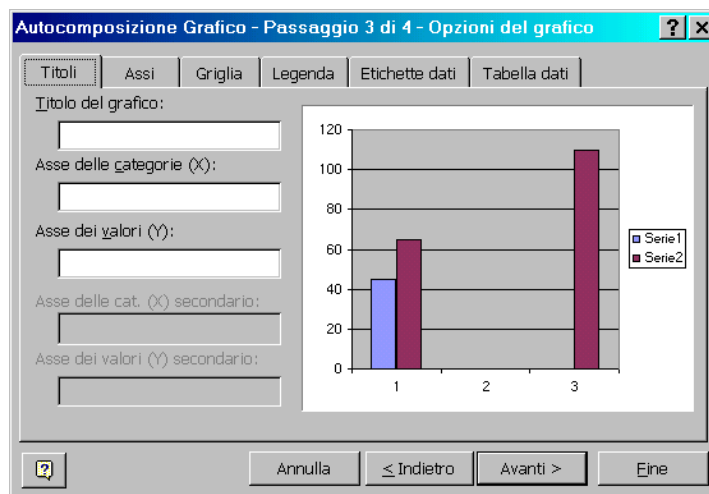 Autocomposizione Grafico - Passaggio 3 di 4 - Opzioni del grafico
Titoli Assi Griglia Legenda Etichette dati Tabella dati
Titolo del grafico:
Asse delle categorie (X):
Asse dei valori (Y):
Asse delle cat. (X) secondario:
Asse dei valori (Y) secondario:
120
100
80
60
40
20
0
1 2 3
Serie1
Serie2
Annulla < Indietro Avanti > Fine